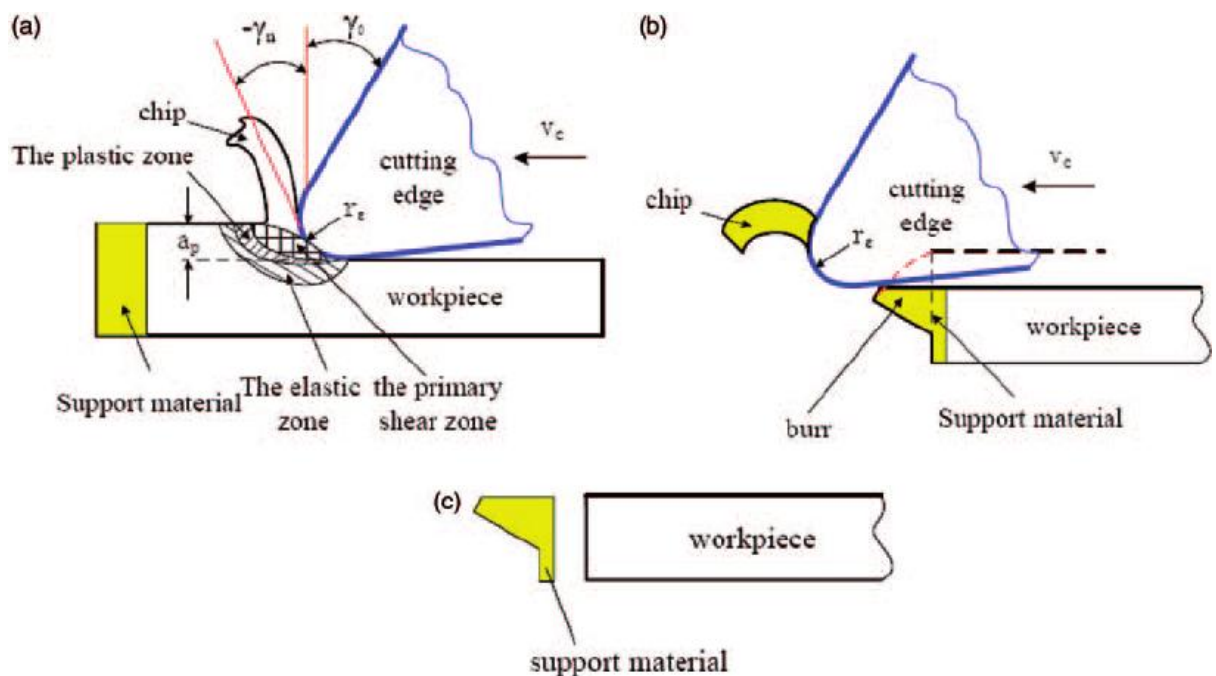 (a)
-γn
γ0
chip
The plastic zone
vc
cutting
edge
rε
ap
workpiece
Support material
The elastic
zone
the primary
shear zone
(b)
vc
chip
cutting
edge
rε
workpiece
burr
Support
material
(c)
workpiece
support material